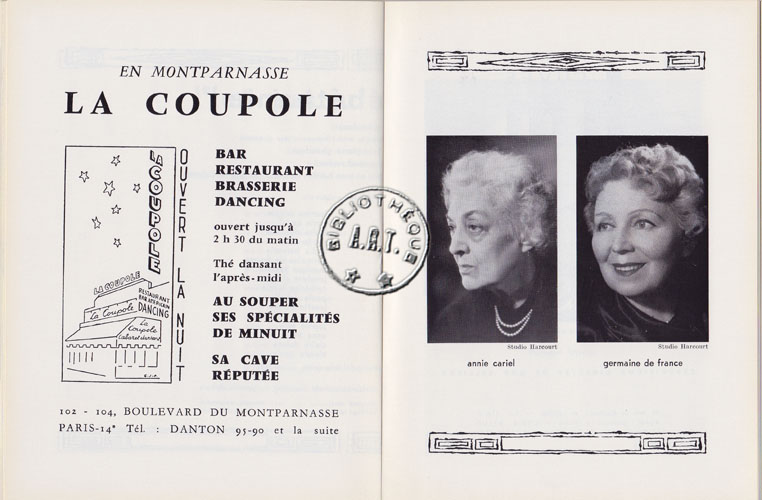 EN MONTPARNASSE
LA COUPOLE
LA COUPOLE
OUVERT LA NUIT
LA COUPOLE
RESTAURANT
BAR AMERICAIN
DANCING
La Coupole
La
Coupole
BAR
RESTAURANT
BRASSERIE
DANCING
ouvert jusqu'à
2 h 30 du matin
Thé dansant
l'après-midi
AU SOUPER
SES SPÉCIALITÉS
DE MINUIT
SA CAVE
RÉPUTÉE
102 - 104, BOULEVARD DU MONTPARNASSE
PARIS-14e Tél. : DANTON 95-90 et la suite
BIBLIOTHÈQUE
A.R.T.
Studio Harcourt
annie cariel
Studio Harcourt
germaine de france